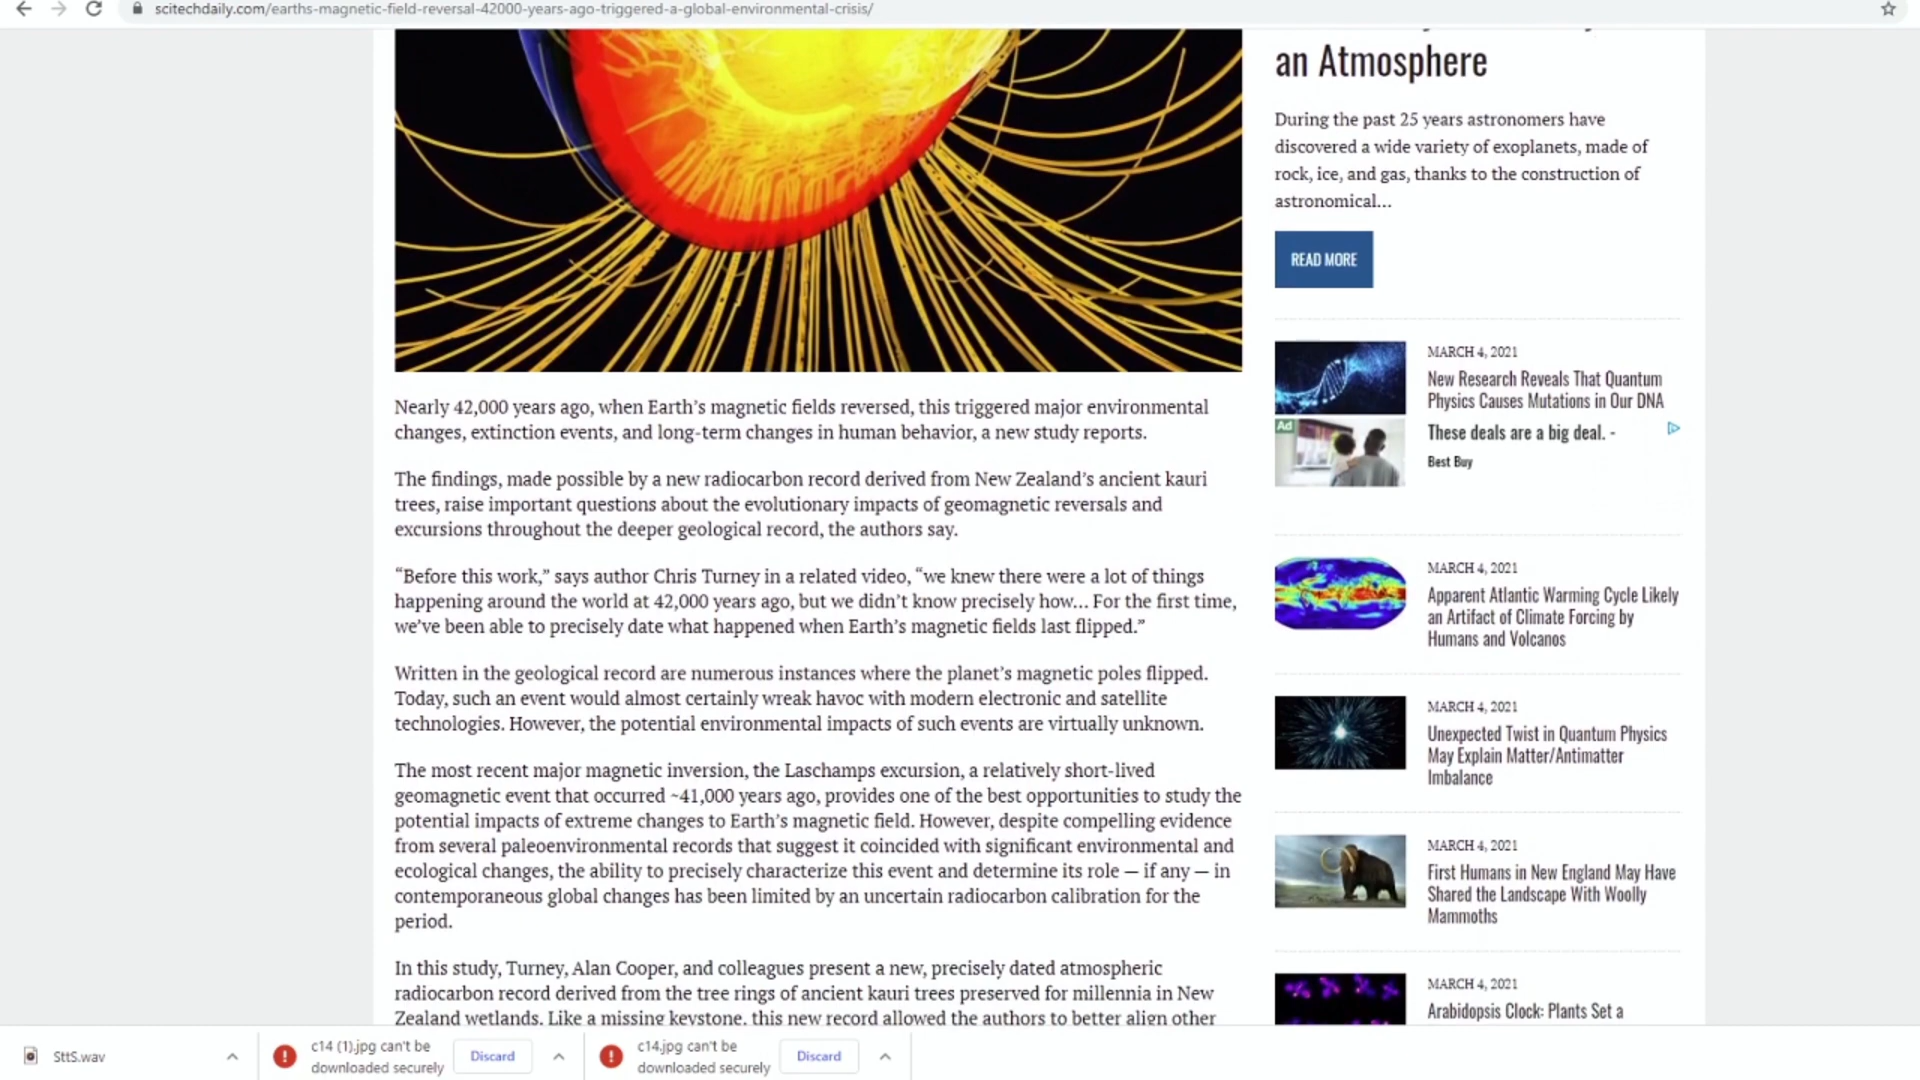 scitechdaily.com/earths-magnetic-field-reversal-42000-years-ago-triggered-a-global-environmental-crisis/
an Atmosphere
During the past 25 years astronomers have
discovered a wide variety of exoplanets, made of
rock, ice, and gas, thanks to the construction of
astronomical...
READ MORE
Nearly 42,000 years ago, when Earth’s magnetic fields reversed, this triggered major environmental
changes, extinction events, and long-term changes in human behavior, a new study reports.
The findings, made possible by a new radiocarbon record derived from New Zealand’s ancient kauri
trees, raise important questions about the evolutionary impacts of geomagnetic reversals and
excursions throughout the deeper geological record, the authors say.
“Before this work,” says author Chris Turney in a related video, “we knew there were a lot of things
happening around the world at 42,000 years ago, but we didn’t know precisely how… For the first time,
we’ve been able to precisely date what happened when Earth’s magnetic fields last flipped.”
Written in the geological record are numerous instances where the planet’s magnetic poles flipped.
Today, such an event would almost certainly wreak havoc with modern electronic and satellite
technologies. However, the potential environmental impacts of such events are virtually unknown.
The most recent major magnetic inversion, the Laschamps excursion, a relatively short-lived
geomagnetic event that occurred ~41,000 years ago, provides one of the best opportunities to study the
potential impacts of extreme changes to Earth’s magnetic field. However, despite compelling evidence
from several paleoenvironmental records that suggest it coincided with significant environmental and
ecological changes, the ability to precisely characterize this event and determine its role — if any — in
contemporaneous global changes has been limited by an uncertain radiocarbon calibration for the
period.
In this study, Turney, Alan Cooper, and colleagues present a new, precisely dated atmospheric
radiocarbon record derived from the tree rings of ancient kauri trees preserved for millennia in New
Zealand wetlands. Like a missing keystone, this new record allowed the authors to better align other
MARCH 4, 2021
New Research Reveals That Quantum
Physics Causes Mutations in Our DNA
Ad
These deals are a big deal. -
Best Buy
MARCH 4, 2021
Apparent Atlantic Warming Cycle Likely
an Artifact of Climate Forcing by
Humans and Volcanos
MARCH 4, 2021
Unexpected Twist in Quantum Physics
May Explain Matter/Antimatter
Imbalance
MARCH 4, 2021
First Humans in New England May Have
Shared the Landscape With Woolly
Mammoths
MARCH 4, 2021
Arabidopsis Clock: Plants Set a
SttS.wav
c14 (1).jpg can't be
downloaded securely
Discard
c14.jpg can't be
downloaded securely
Discard